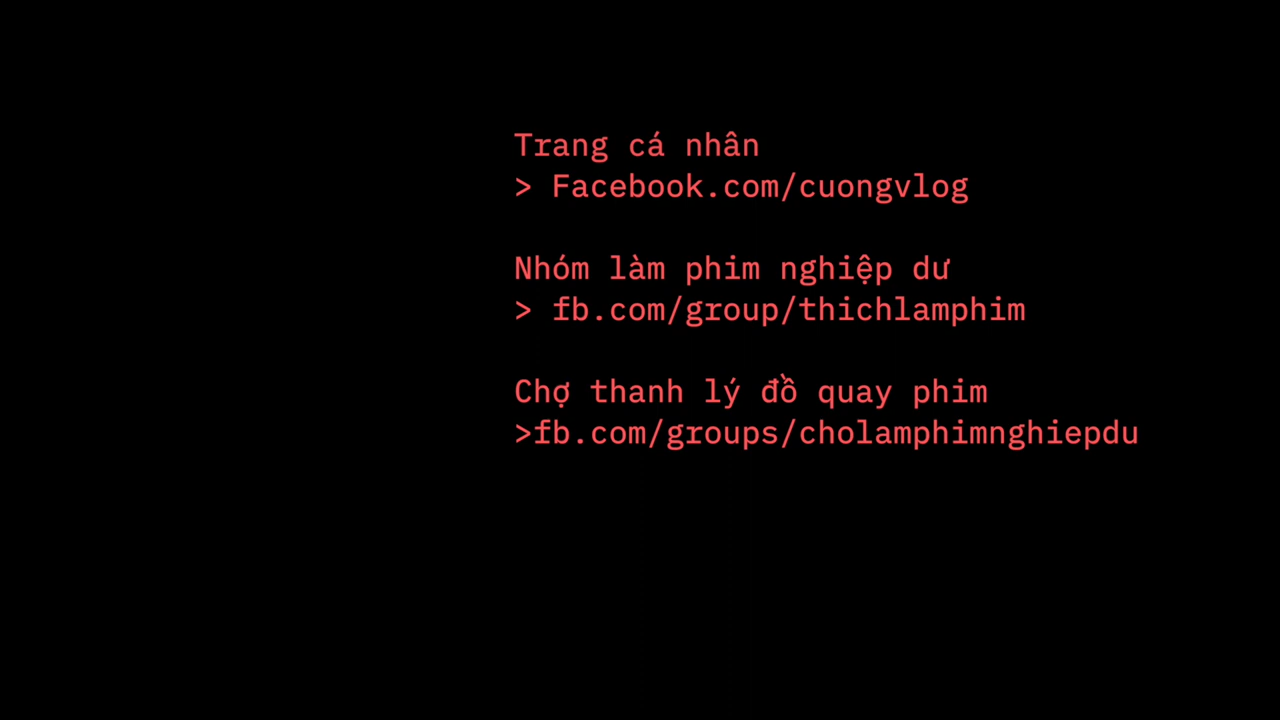 Trang cá nhân
> Facebook.com/cuongvlog
Nhóm làm phim nghiệp dư
> fb.com/group/thichlamphim
Chợ thanh lý đồ quay phim
>fb.com/groups/cholamphimnghiepdu